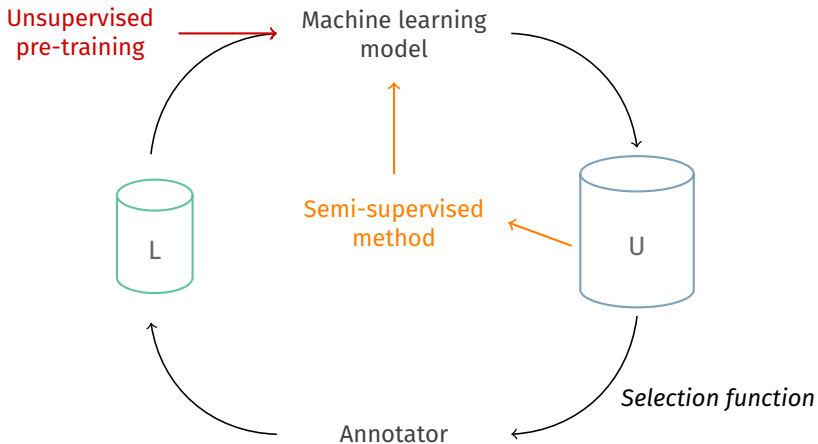 Unsupervised
pre-training
Machine learning
model
Semi-supervised
method
L
U
Selection function
Annotator